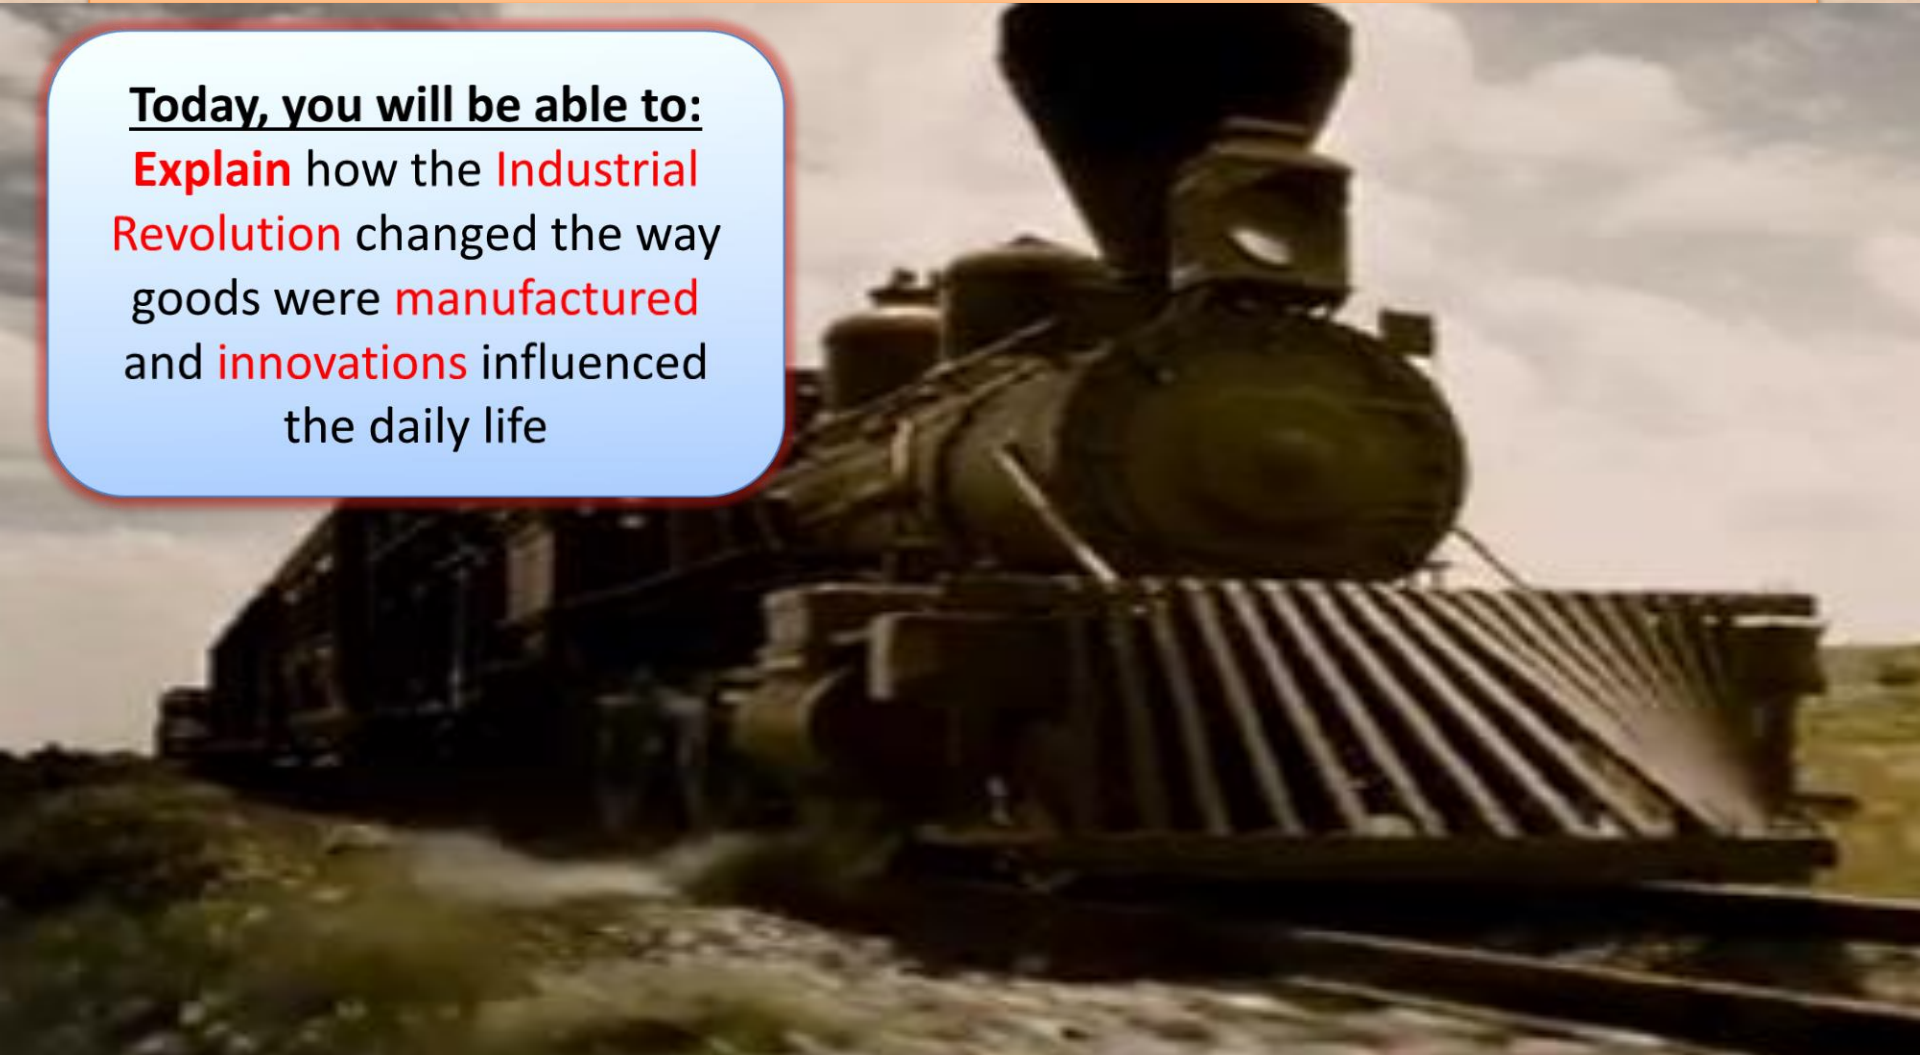 Today, you will be able to:
Explain how the Industrial
Revolution changed the way
goods were manufactured
and innovations influenced
the daily life